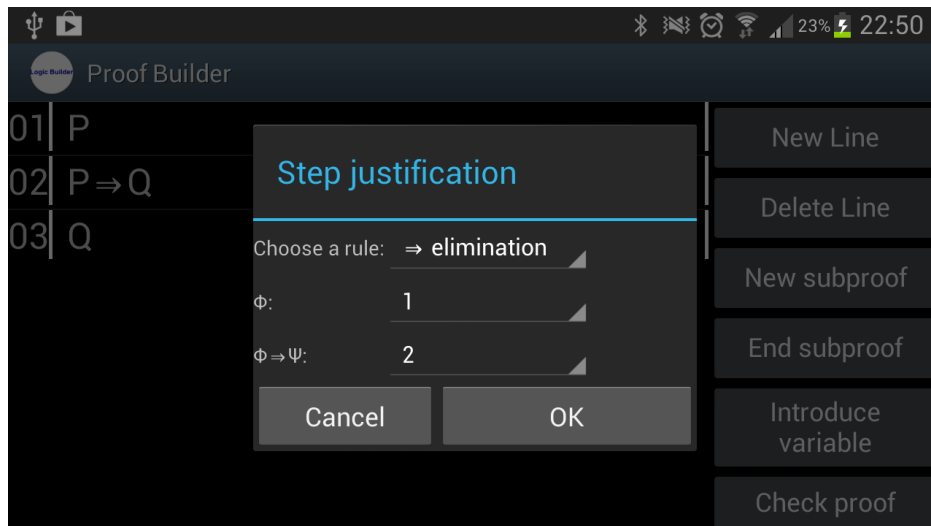 23% 22:50
Logic Builder Proof Builder
01 P
02 P⇒Q
03 Q
Step justification
Choose a rule: ⇒ elimination
Φ: 1
Φ⇒Ψ: 2
Cancel OK
New Line
Delete Line
New subproof
End subproof
Introduce
variable
Check proof